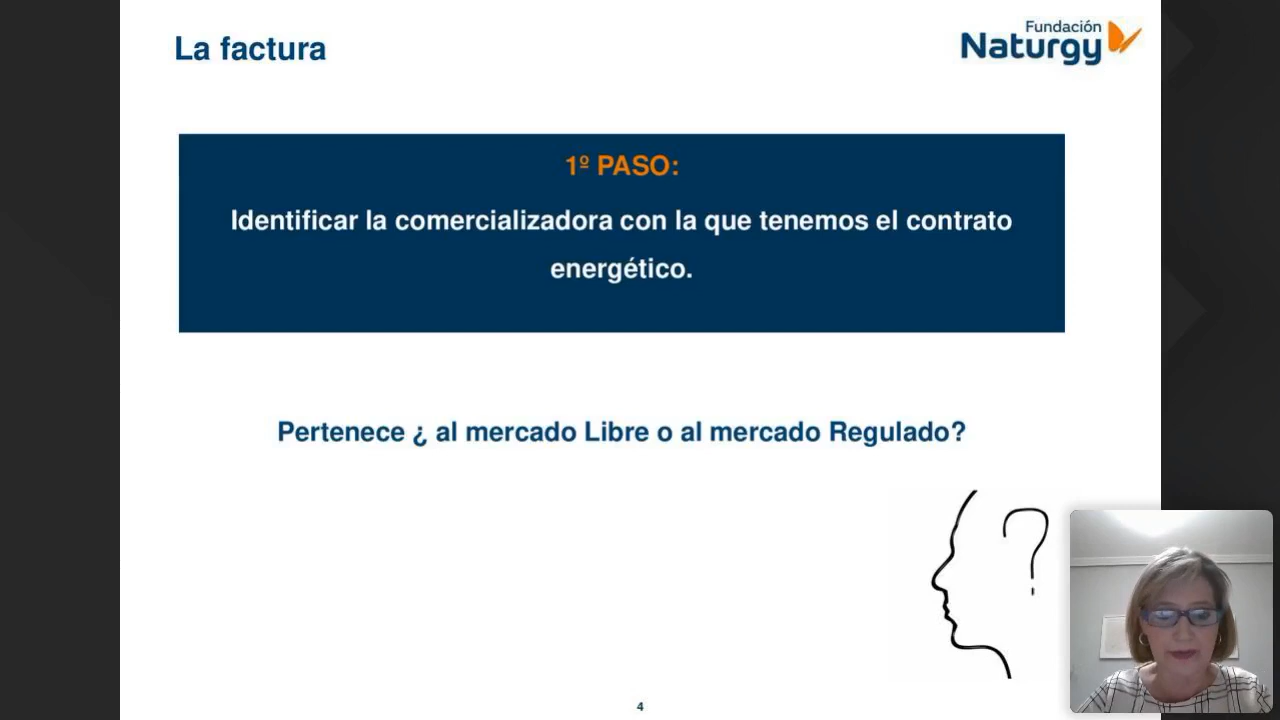 La factura
Fundación
Naturgy
1º PASO:
Identificar la comercializadora con la que tenemos el contrato
energético.
Pertenece ¿ al mercado Libre o al mercado Regulado?
4